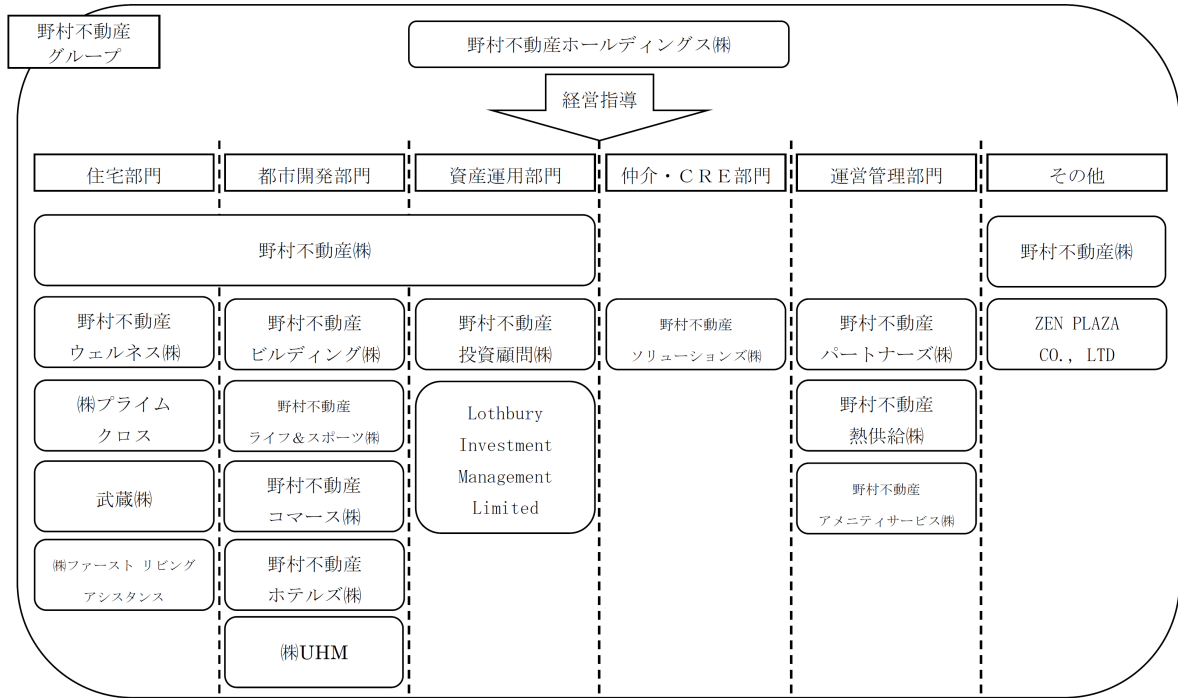 野村不動産
グループ
野村不動産ホールディングス㈱
経営指導
住宅部門
都市開発部門
資産運用部門
仲介・ＣＲＥ部門
運営管理部門
その他
野村不動産㈱
野村不動産㈱
野村不動産
ウェルネス㈱
野村不動産
ビルディング㈱
野村不動産
投資顧問㈱
野村不動産
ソリューションズ㈱
野村不動産
パートナーズ㈱
ZEN PLAZA
CO., LTD
㈱プライム
クロス
野村不動産
ライフ＆スポーツ㈱
Lothbury
Investment
Management
Limited
野村不動産
熱供給㈱
武蔵㈱
野村不動産
コマース㈱
野村不動産
アメニティサービス㈱
㈱ファースト リビング
アシスタンス
野村不動産
ホテルズ㈱
㈱UHM